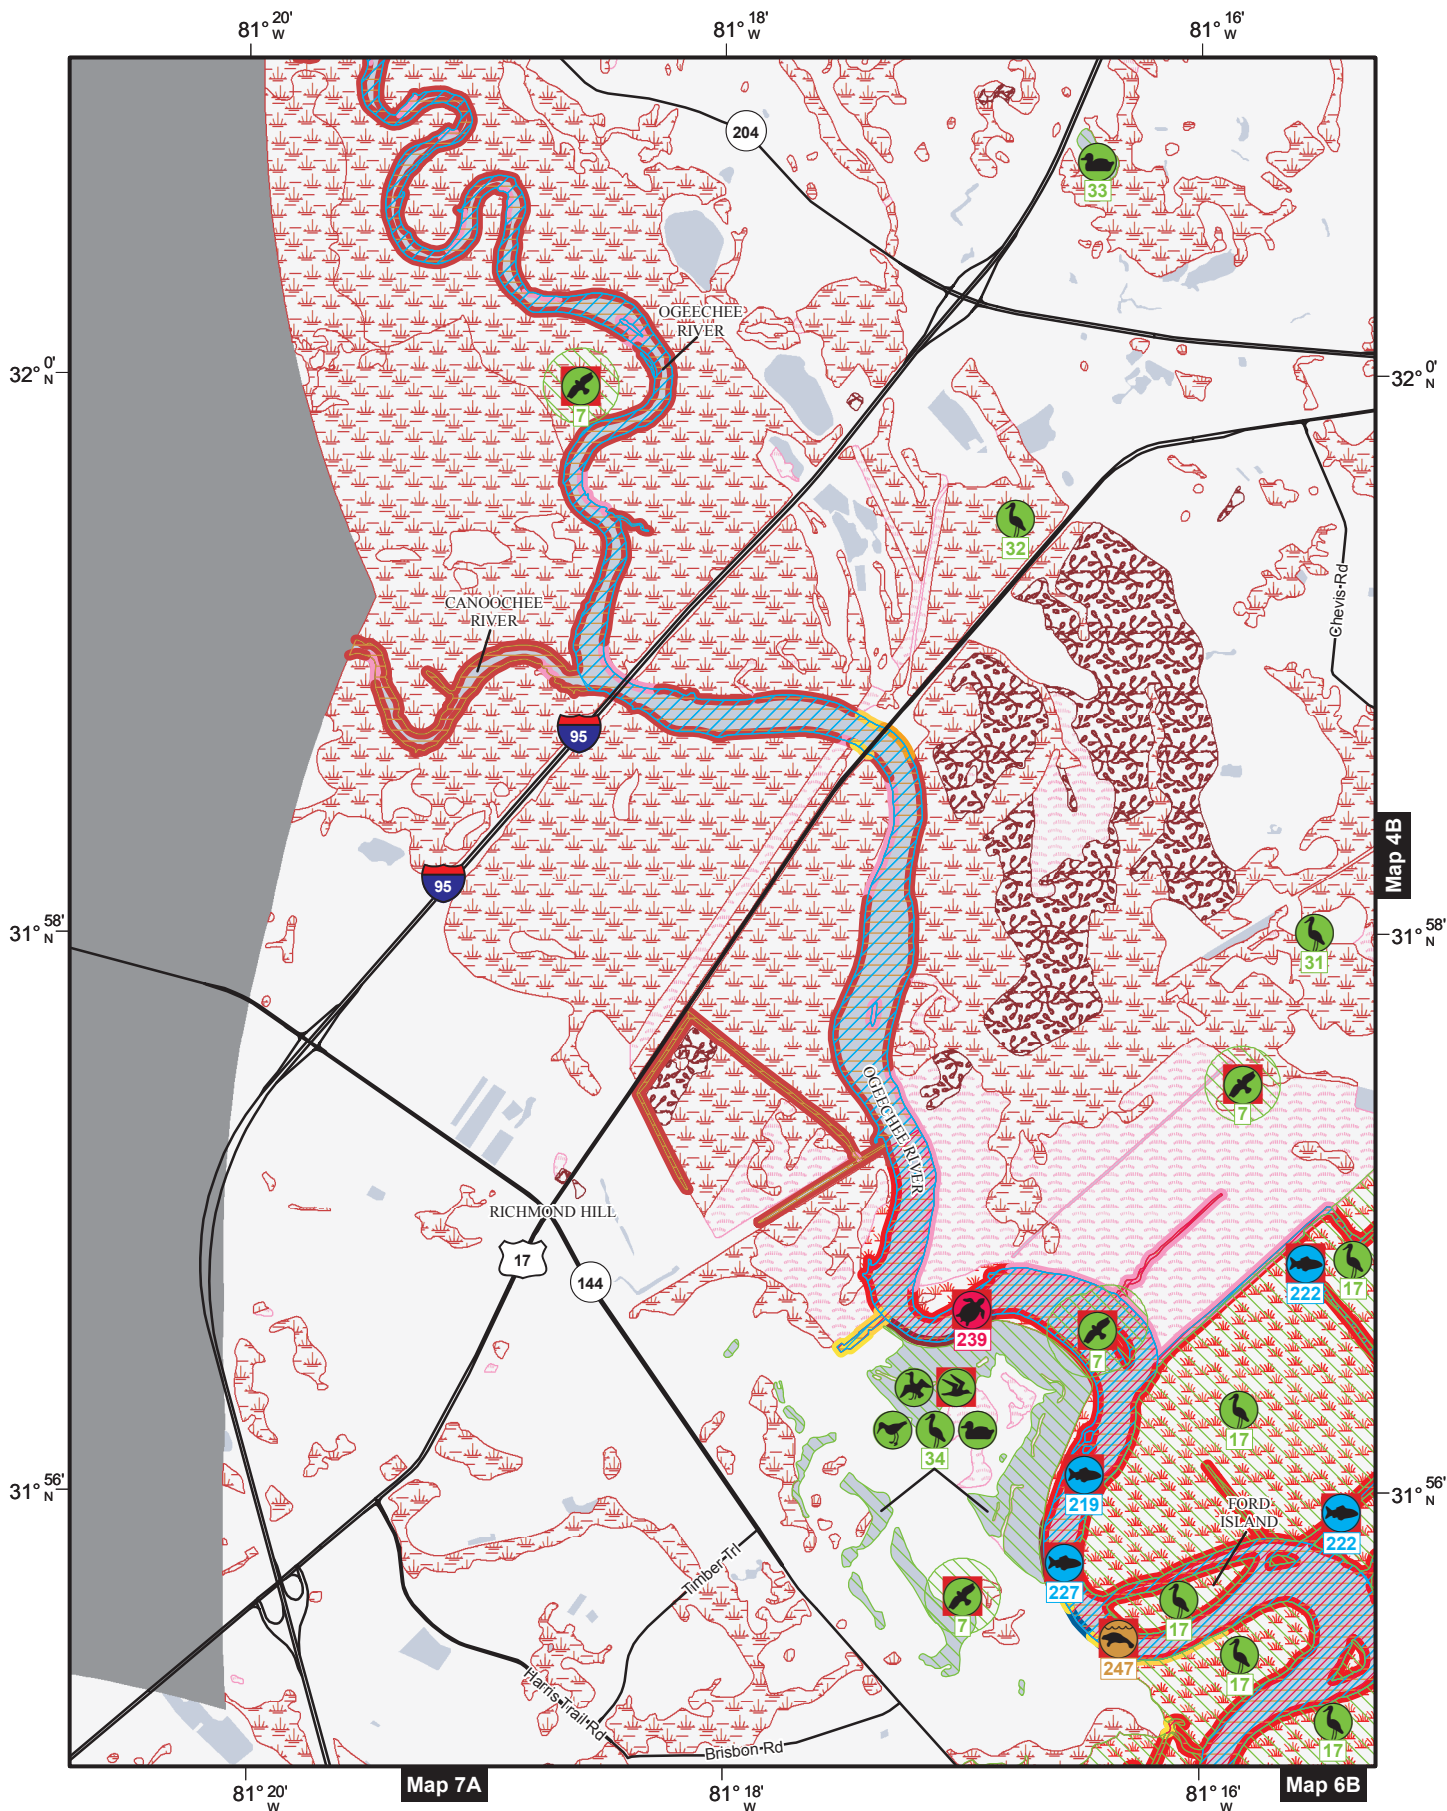 81° 20' W
81° 18' W
81° 16' W
204
33
OGEECHEE
RIVER
32° 0' N
32° 0' N
7
32
Chevis Rd
CANOOCHEE
RIVER
95
Map 4B
95
31° 58' N
31° 58' N
31
OGEECHEE RIVER
7
RICHMOND HILL
17
144
222
17
239
7
17
34
31° 56' N
31° 56' N
219
FORD
ISLAND
222
Timber Trl
227
7
17
247
17
Harris Trail Rd
17
Brisbon Rd
81° 20' W
Map 7A
81° 18' W
81° 16' W
Map 6B